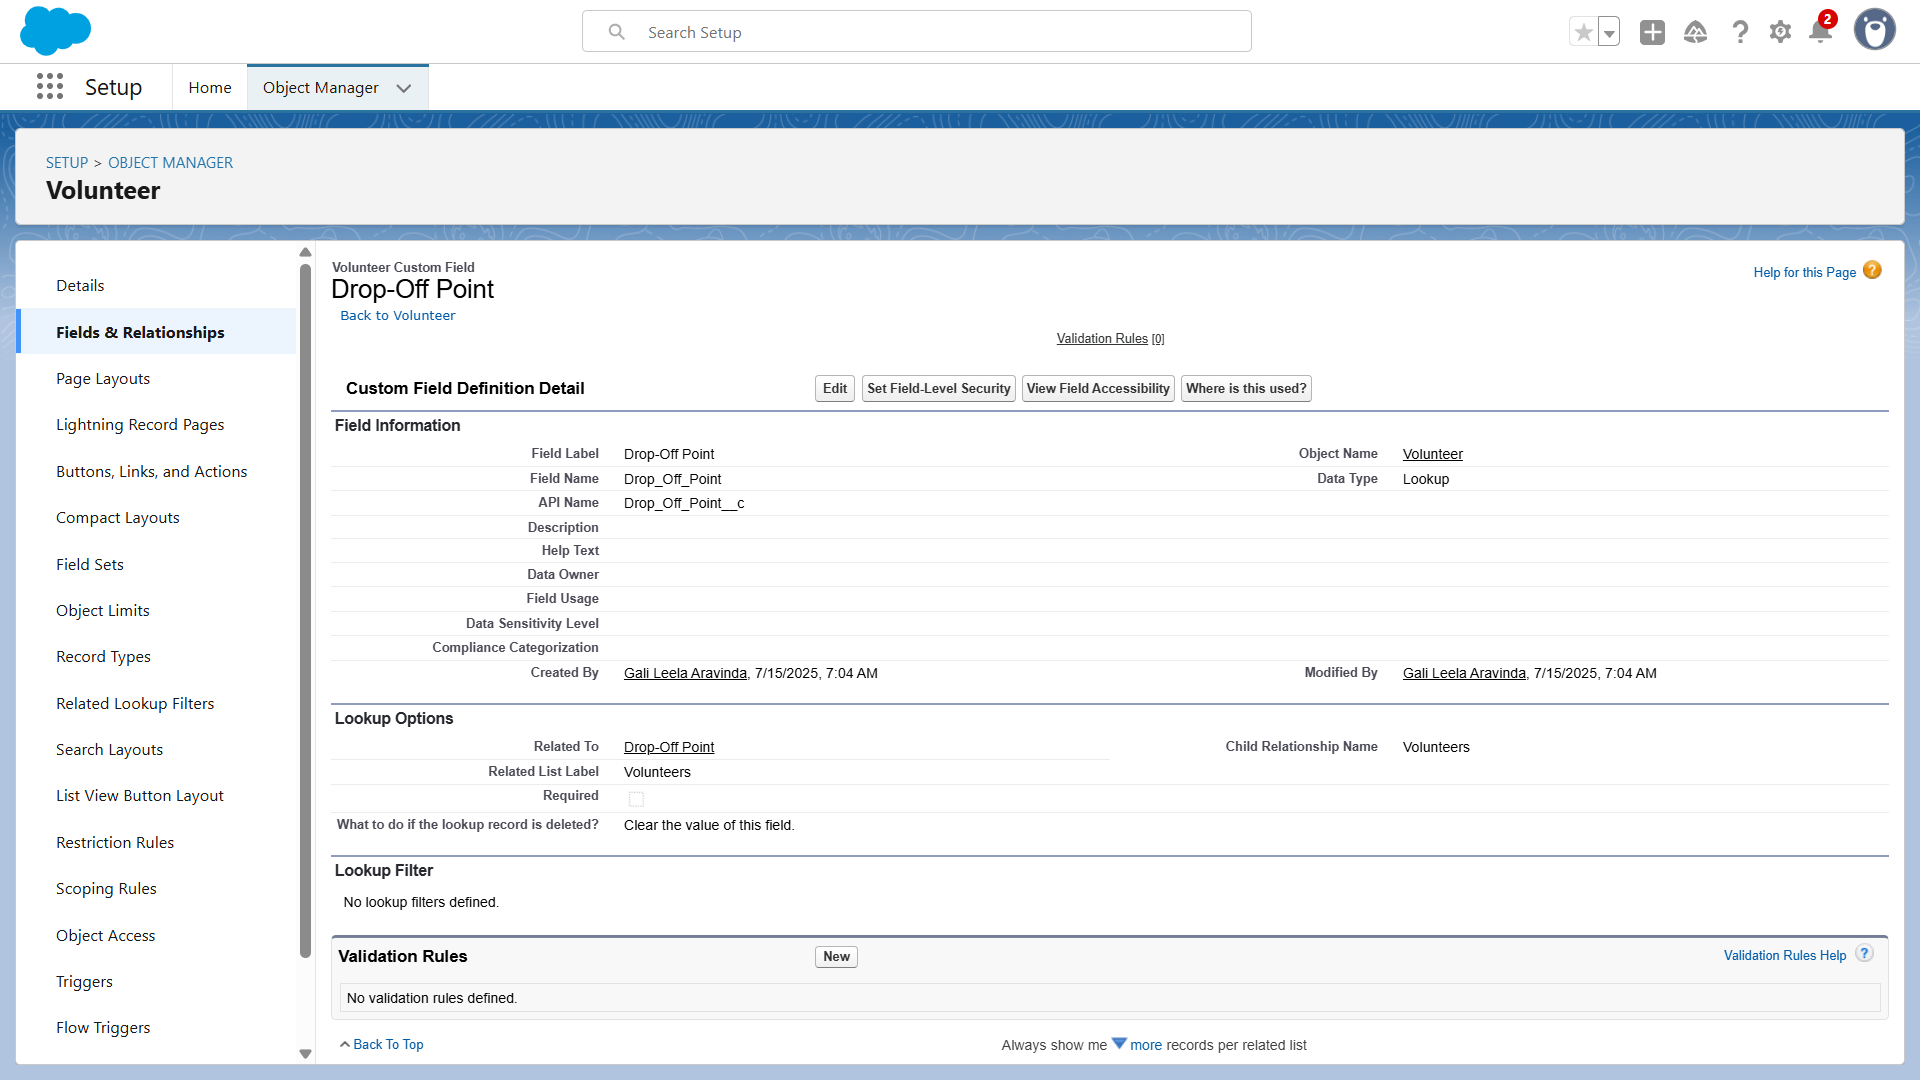 Search Setup
2
Setup
Home
Object Manager
SETUP > OBJECT MANAGER
Volunteer
Details
Fields & Relationships
Page Layouts
Lightning Record Pages
Buttons, Links, and Actions
Compact Layouts
Field Sets
Object Limits
Record Types
Related Lookup Filters
Search Layouts
List View Button Layout
Restriction Rules
Scoping Rules
Object Access
Triggers
Flow Triggers
Volunteer Custom Field
Drop-Off Point
Back to Volunteer
Help for this Page ?
Validation Rules [0]
Custom Field Definition Detail Edit Set Field-Level Security View Field Accessibility Where is this used?
Field Information
Field Label Drop-Off Point Object Name Volunteer
Field Name Drop_Off_Point Data Type Lookup
API Name Drop_Off_Point__c
Description
Help Text
Data Owner
Field Usage
Data Sensitivity Level
Compliance Categorization
Created By Gali Leela Aravinda, 7/15/2025, 7:04 AM Modified By Gali Leela Aravinda, 7/15/2025, 7:04 AM
Lookup Options
Related To Drop-Off Point Child Relationship Name Volunteers
Related List Label Volunteers
Required
What to do if the lookup record is deleted? Clear the value of this field.
Lookup Filter
No lookup filters defined.
Validation Rules New Validation Rules Help ?
No validation rules defined.
Back To Top Always show me more records per related list